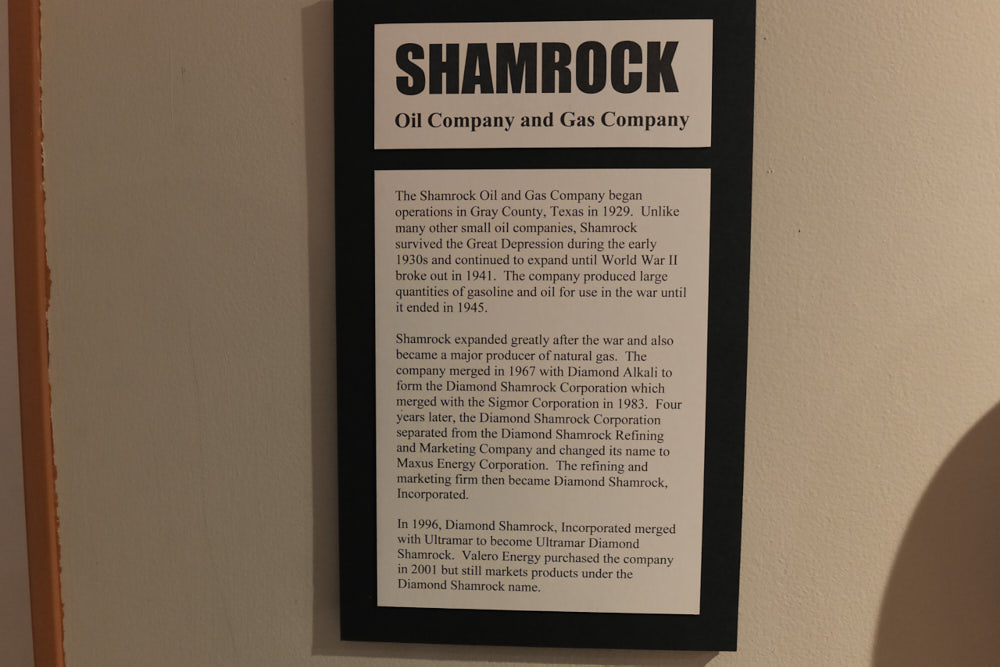 SHAMROCK
Oil Company and Gas Company
The Shamrock Oil and Gas Company began
operations in Gray County, Texas in 1929. Unlike
many other small oil companies, Shamrock
survived the Great Depression during the early
1930s and continued to expand until World War II
broke out in 1941. The company produced large
quantities of gasoline and oil for use in the war until
it ended in 1945.
Shamrock expanded greatly after the war and also
became a major producer of natural gas. The
company merged in 1967 with Diamond Alkali to
form the Diamond Shamrock Corporation which
merged with the Sigmor Corporation in 1983. Four
years later, the Diamond Shamrock Corporation
separated from the Diamond Shamrock Refining
and Marketing Company and changed its name to
Maxus Energy Corporation. The refining and
marketing firm then became Diamond Shamrock,
Incorporated.
In 1996, Diamond Shamrock, Incorporated merged
with Ultramar to become Ultramar Diamond
Shamrock. Valero Energy purchased the company
in 2001 but still markets products under the
Diamond Shamrock name.